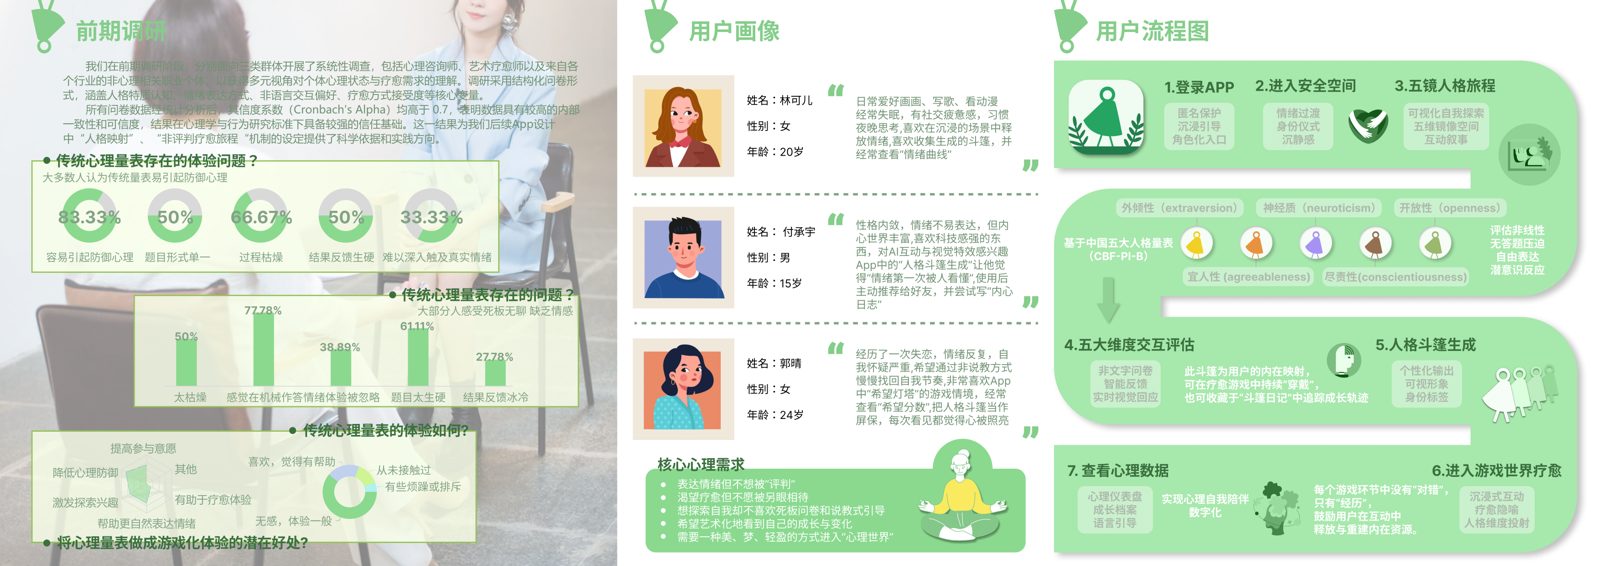 前期调研
我们在前期调研阶段，分别面向三类群体开展了系统性调查，包括心理咨询师、艺术疗愈师以及来自各
个行业的非心理相关职业个体，以获得多元视角对个体心理状态与疗愈需求的理解。调研采用结构化问卷形
式，涵盖人格特质认知、情绪表达方式、非语言交互偏好、疗愈方式接受度等核心变量。
所有问卷数据经统计分析后，其信度系数（Cronbach's Alpha）均高于 0.7，表明数据具有较高的内部
一致性和可信度，结果在心理学与行为研究标准下具备较强的信任基础。这一结果为我们后续App设计
中“人格映射”、“非评判疗愈旅程”机制的设定提供了科学依据和实践方向。
传统心理量表存在的体验问题？
大多数人认为传统量表易引起防御心理
83.33%
50%
66.67%
50%
33.33%
容易引起防御心理
题目形式单一
过程枯燥
结果反馈生硬
难以深入触及真实情绪
传统心理量表存在的问题？
大部分人感受死板无聊 缺乏情感
50%
77.78%
38.89%
61.11%
27.78%
太枯燥
感觉在机械作答
情绪体验被忽略
题目太生硬
结果反馈冰冷
传统心理量表的体验如何?
提高参与意愿
降低心理防御
其他
激发探索兴趣
有助于疗愈体验
帮助更自然表达情绪
喜欢，觉得有帮助
从未接触过
有些烦躁或排斥
无感，体验一般
将心理量表做成游戏化体验的潜在好处?
用户画像
姓名：林可儿
性别：女
年龄：20岁
日常爱好画画、写歌、看动漫
经常失眠，有社交疲惫感，习惯
夜晚思考,喜欢在沉浸的场景中释
放情绪,喜欢收集生成的斗篷，并
经常查看"情绪曲线"
姓名： 付承宇
性别：男
年龄：15岁
性格内敛，情绪不易表达，但内
心世界丰富,喜欢科技感强的东
西，对AI互动与视觉特效感兴趣
App中的"人格斗篷生成"让他觉
得"情绪第一次被人看懂",使用后
主动推荐给好友，并尝试写"内心
日志"
姓名：郭晴
性别：女
年龄：24岁
经历了一次失恋，情绪反复，自
我怀疑严重,希望通过非说教方式
慢慢找回自我节奏,非常喜欢App
中"希望灯塔"的游戏情境，经常
查看"希望分数",把人格斗篷当作
屏保，每次看见都觉得心被照亮
核心心理需求
表达情绪但不想被"评判"
渴望疗愈但不愿被另眼相待
想探索自我却不喜欢死板问卷和说教式引导
希望艺术化地看到自己的成长与变化
需要一种美、梦、轻盈的方式进入"心理世界"
用户流程图
1.登录APP
匿名保护
沉浸引导
角色化入口
2.进入安全空间
情绪过渡
身份仪式
沉静感
3.五镜人格旅程
可视化自我探索
五维镜像空间
互动叙事
外倾性（extraversion）
神经质（neuroticism）
开放性（openness）
基于中国五大人格量表
（CBF-PI-B）
宜人性 (agreeableness)
尽责性(conscientiousness)
评估非线性
无答题压迫
自由表达
潜意识反应
4.五大维度交互评估
非文字问卷
智能反馈
实时视觉回应
此斗篷为用户的内在映射，
可在疗愈游戏中持续"穿戴"，
也可收藏于"斗篷日记"中追踪成长轨迹
5.人格斗篷生成
个性化输出
可视形象
身份标签
7. 查看心理数据
心理仪表盘
成长档案
语言引导
实现心理自我陪伴
数字化
每个游戏环节中没有"对错"，
只有"经历"，
鼓励用户在互动中
释放与重建内在资源。
6.进入游戏世界疗愈
沉浸式互动
疗愈隐喻
人格维度投射